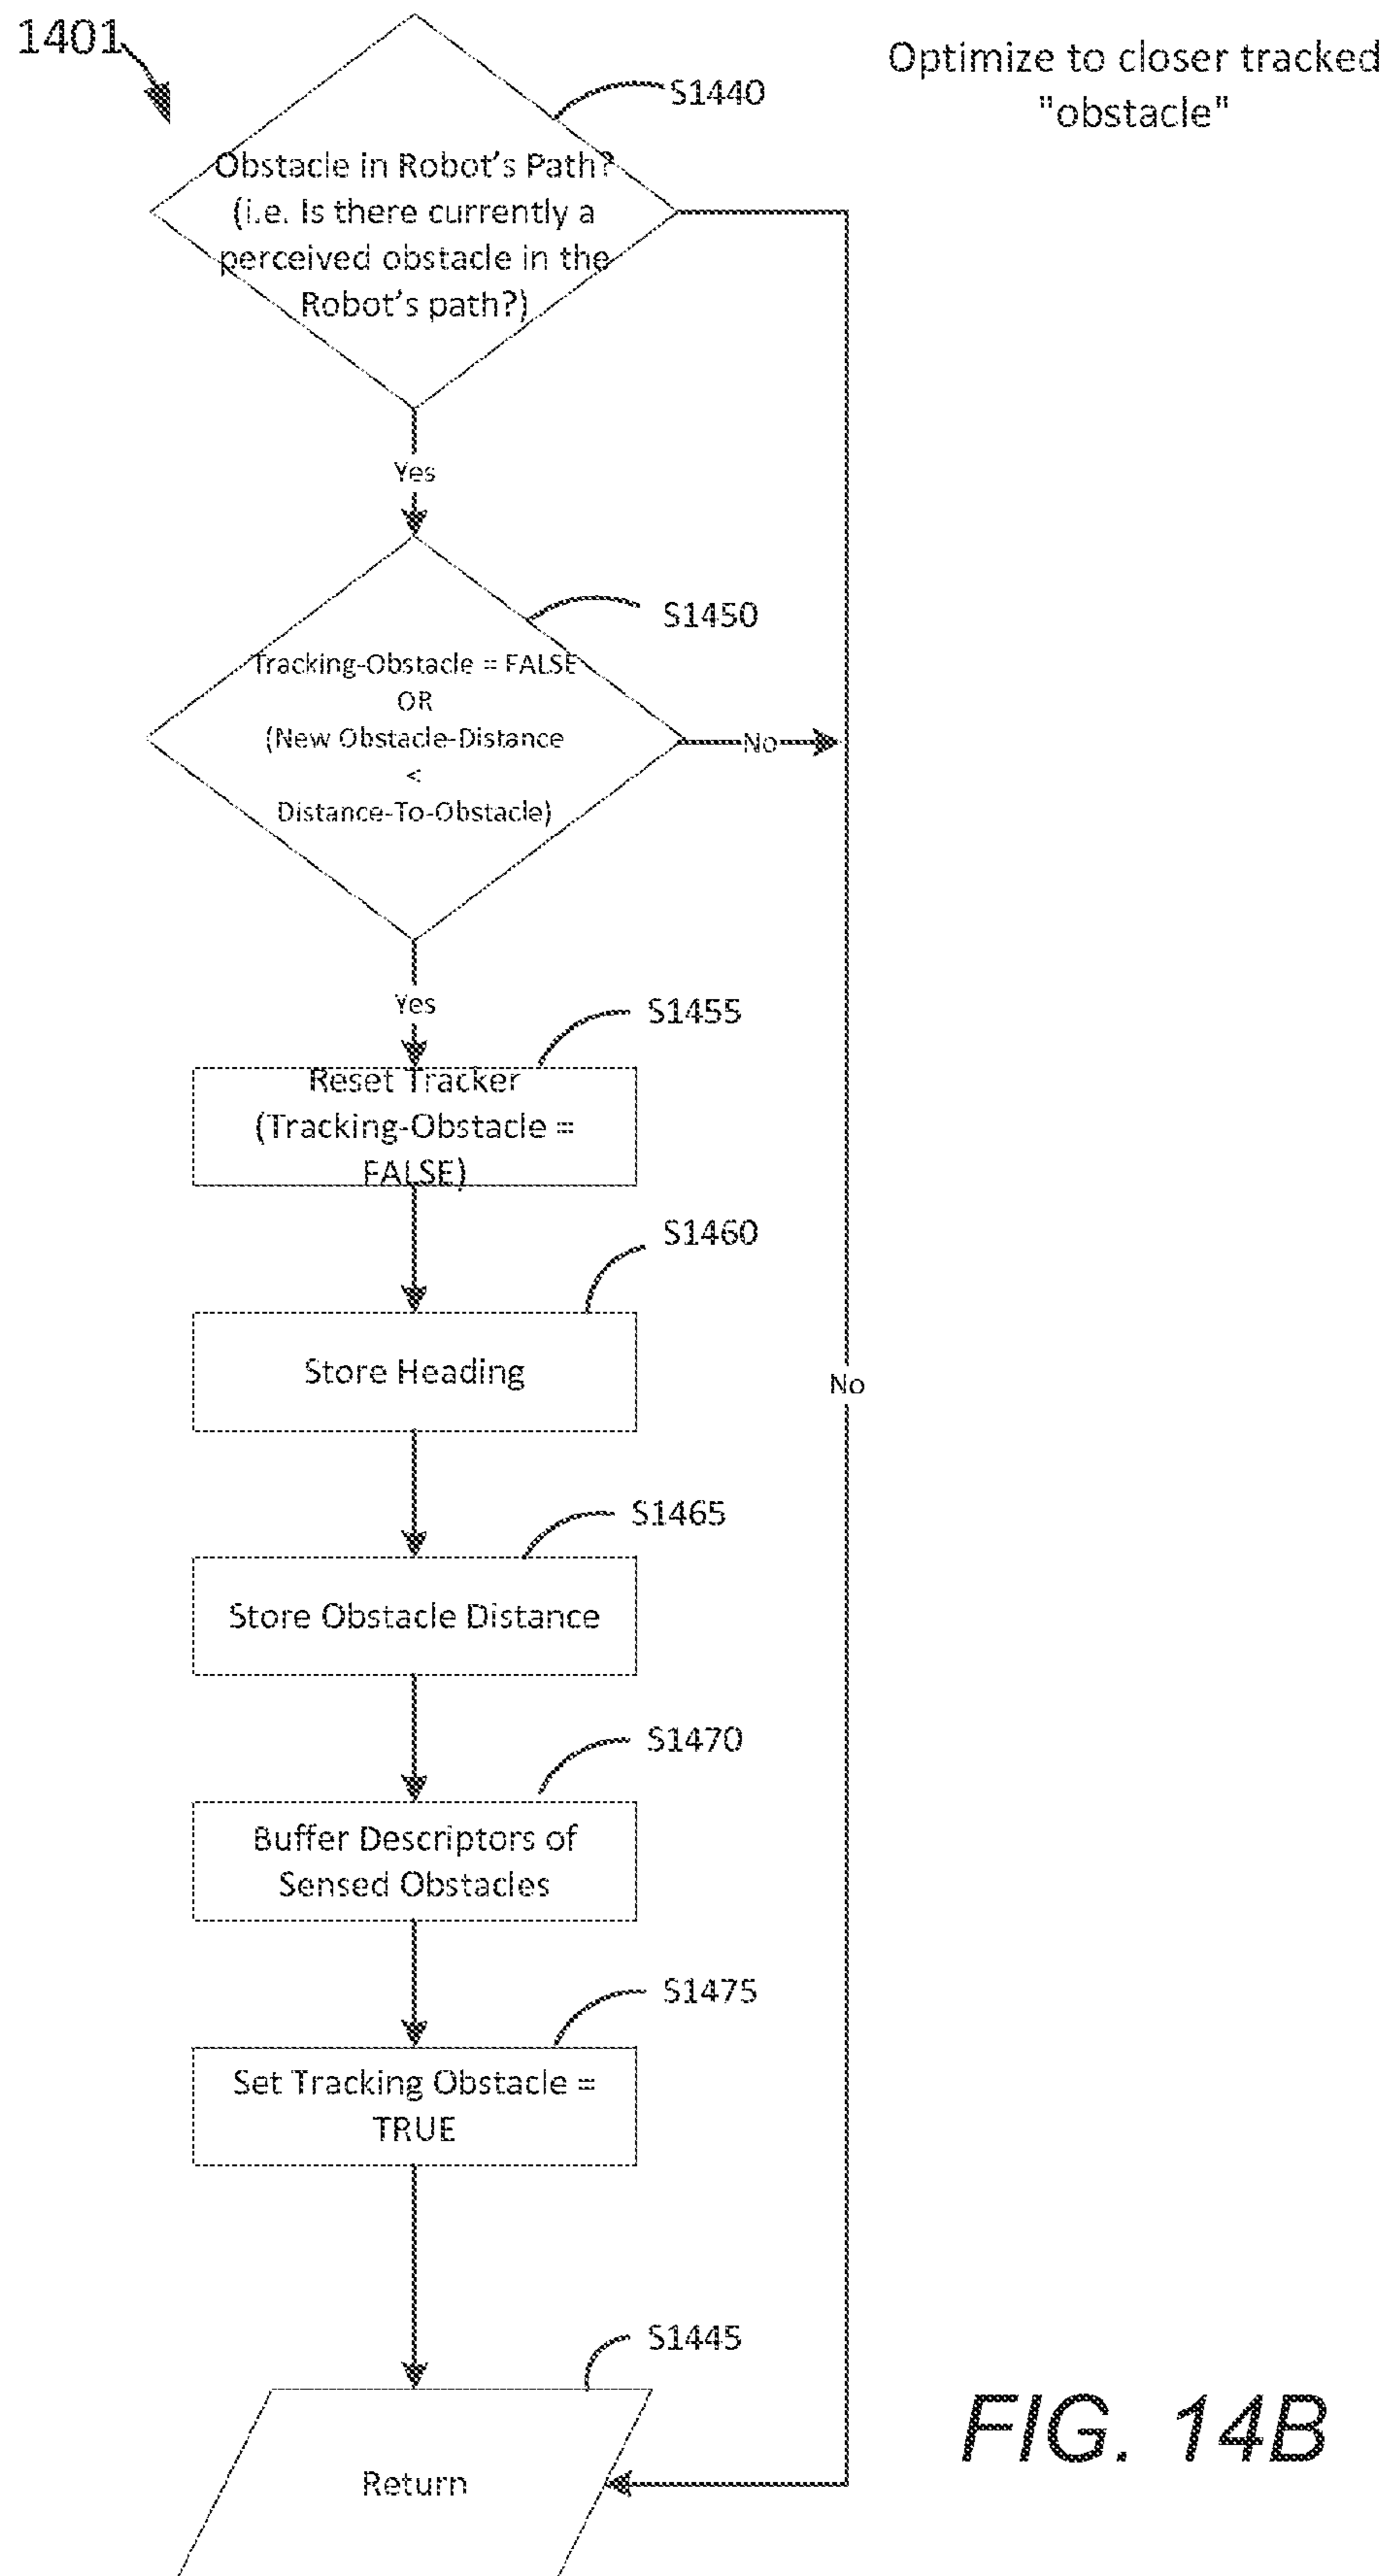 1401
Optimize to closer tracked
"obstacle"
S1440
Obstacle in Robot's Path?
(i.e. Is there currently a
perceived obstacle in the
Robot's path?)
Yes
S1450
Tracking-Obstacle = FALSE
OR
(New Obstacle-Distance
<
Distance-To-Obstacle)
No
Yes
S1455
Reset Tracker
(Tracking-Obstacle =
FALSE)
S1460
Store Heading
No
S1465
Store Obstacle Distance
S1470
Buffer Descriptors of
Sensed Obstacles
S1475
Set Tracking Obstacle =
TRUE
S1445
Return
FIG. 14B